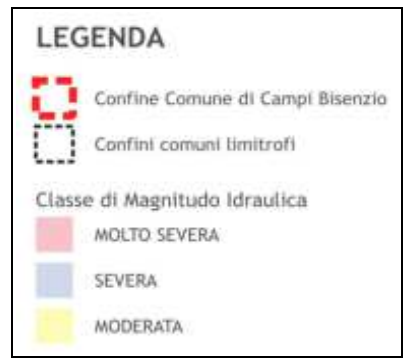 LEGENDA
Confine Comune di Campi Bisenzio
Confini comuni limitrofi
Classe di Magnitudo Idraulica
MOLTO SEVERA
SEVERA
MODERATA